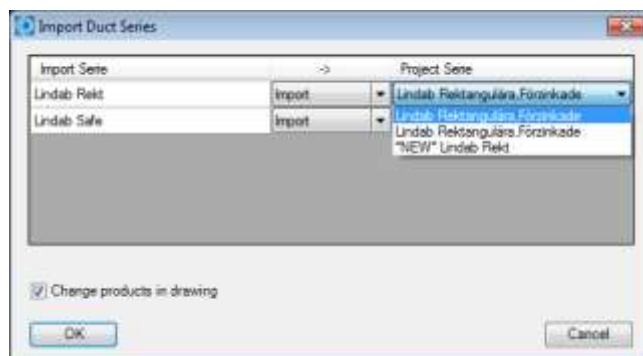 Import Duct Series
Import Serie -> Project Serie
Lindab Rekt Import Lindab Rektangulära,Förzinkade
Lindab Safe Import Lindab Rektangulära,Förzinkade
Lindab Rektangulära,Förzinkade
"NEW" Lindab Rekt
Change products in drawing
OK Cancel